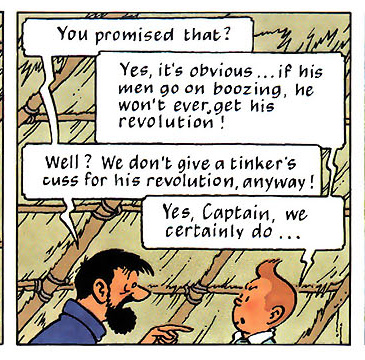 You promised that?
Yes, it's obvious ... if his
men go on boozing, he
won't ever get his
revolution!
Well? We don't give a tinker's
cuss for his revolution, anyway!
Yes, Captain, we
certainly do ...